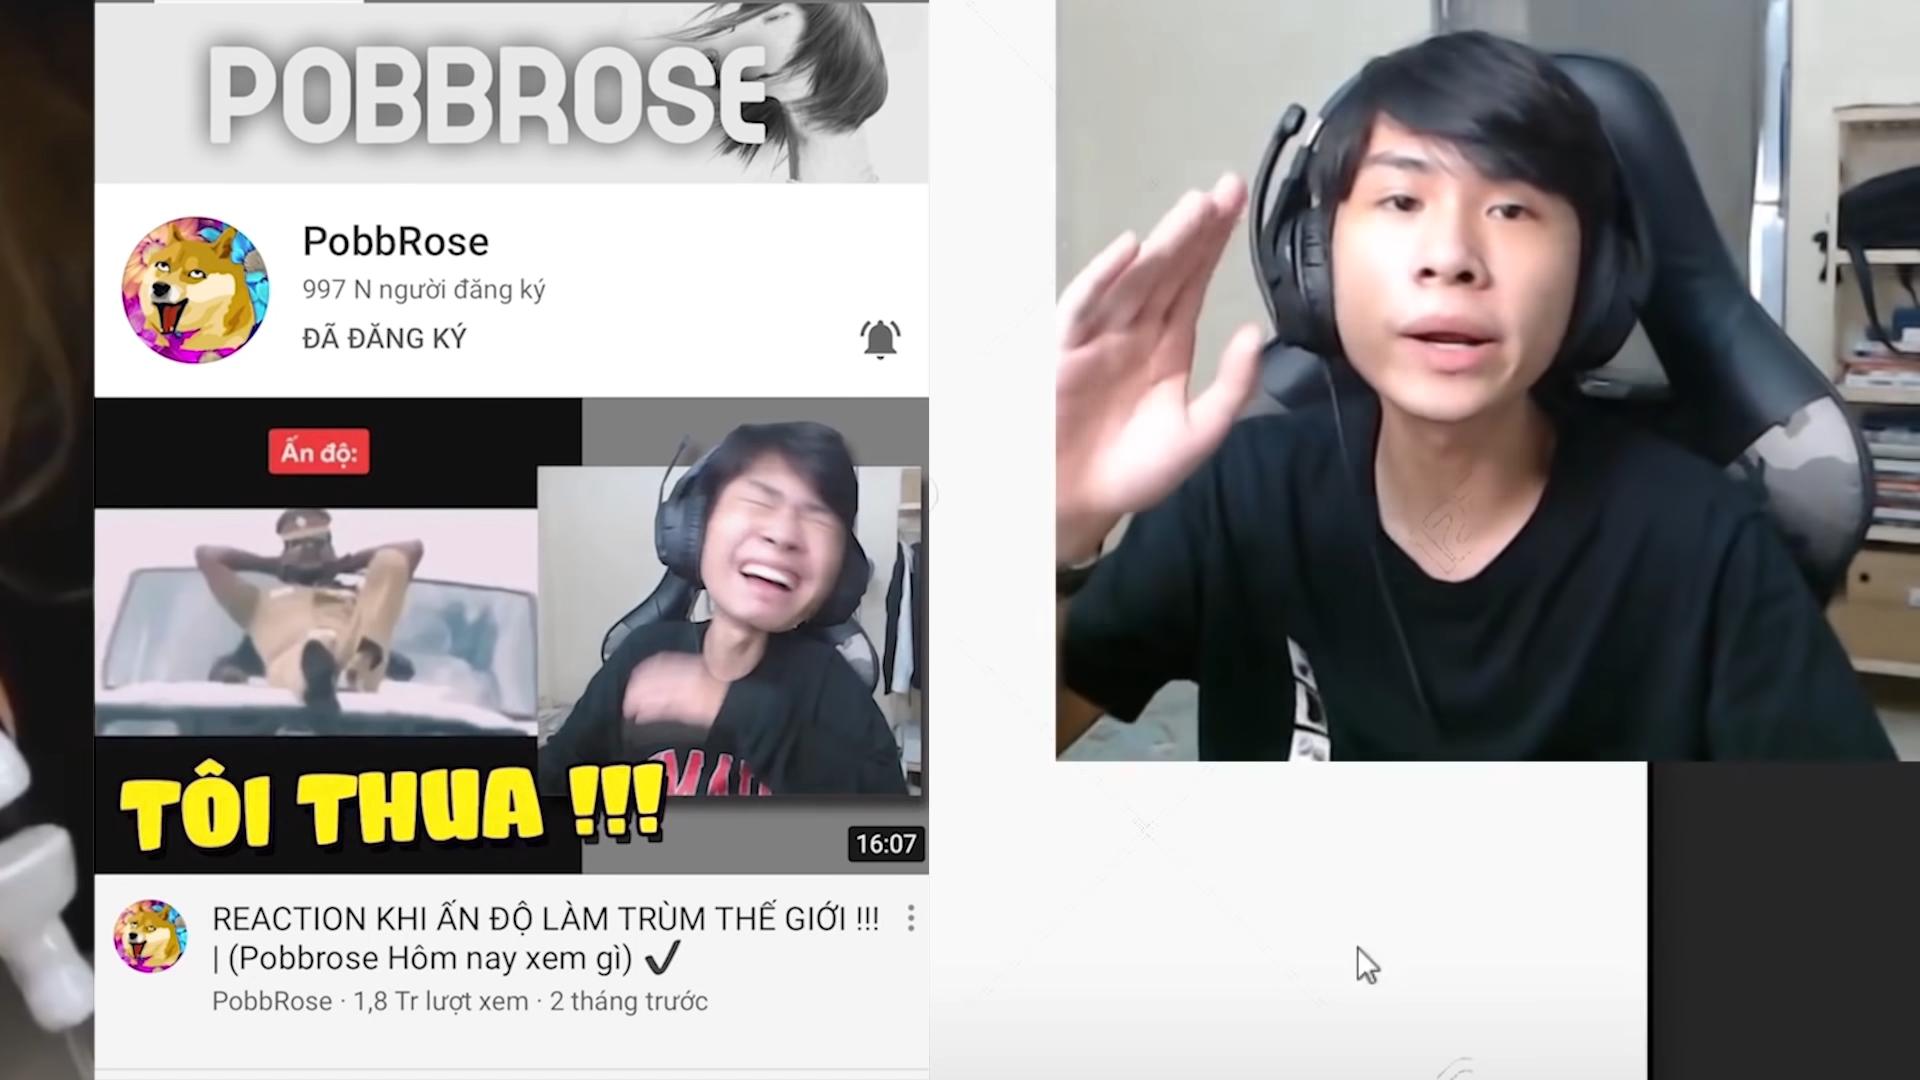 POBBROSE
PobbRose
997 N người đăng ký
ĐÃ ĐĂNG KÝ
Ấn độ:
TÔI THUA !!!
16:07
REACTION KHI ẤN ĐỘ LÀM TRÙM THẾ GIỚI !!!
| (Pobbrose Hôm nay xem gì) ✔
PobbRose · 1,8 Tr lượt xem · 2 tháng trước